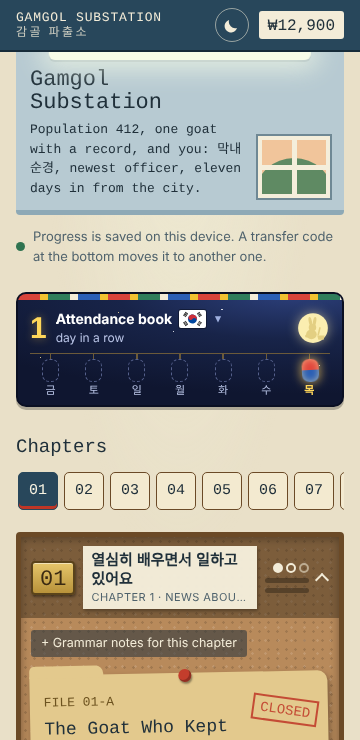 GAMGOL SUBSTATION
감골 파출소
₩12,900
Gamgol
Substation
Population 412, one goat
with a record, and you: 막내
순경, newest officer, eleven
days in from the city.
Progress is saved on this device. A transfer code
at the bottom moves it to another one.
1 Attendance book ▼
day in a row
금 토 일 월 화 수 목
Chapters
01 02 03 04 05 06 07
01
열심히 배우면서 일하고
있어요
CHAPTER 1 · NEWS ABOU…
+ Grammar notes for this chapter
FILE 01-A
CLOSED
The Goat Who Kept